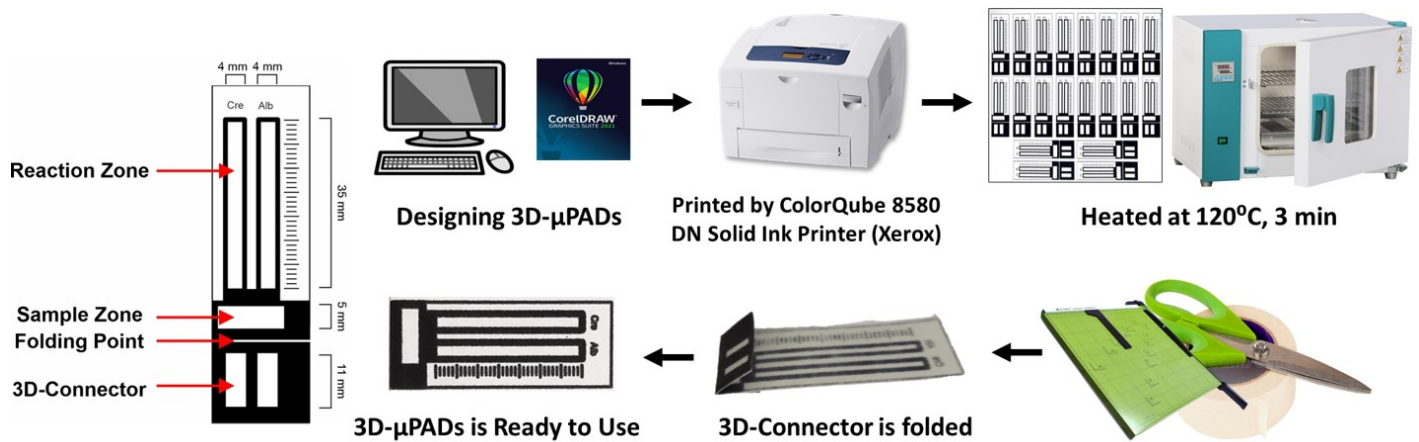 4 mm 4 mm
Cre Alb
Reaction Zone
35 mm
Sample Zone
5 mm
Folding Point
3D-Connector
11 mm
Windows
CorelDRAW
GRAPHICS SUITE 2021
Designing 3D-µPADs
Printed by ColorQube 8580
DN Solid Ink Printer (Xerox)
Heated at 120⁰C, 3 min
Cre
Alb
3D-µPADs is Ready to Use
3D-Connector is folded